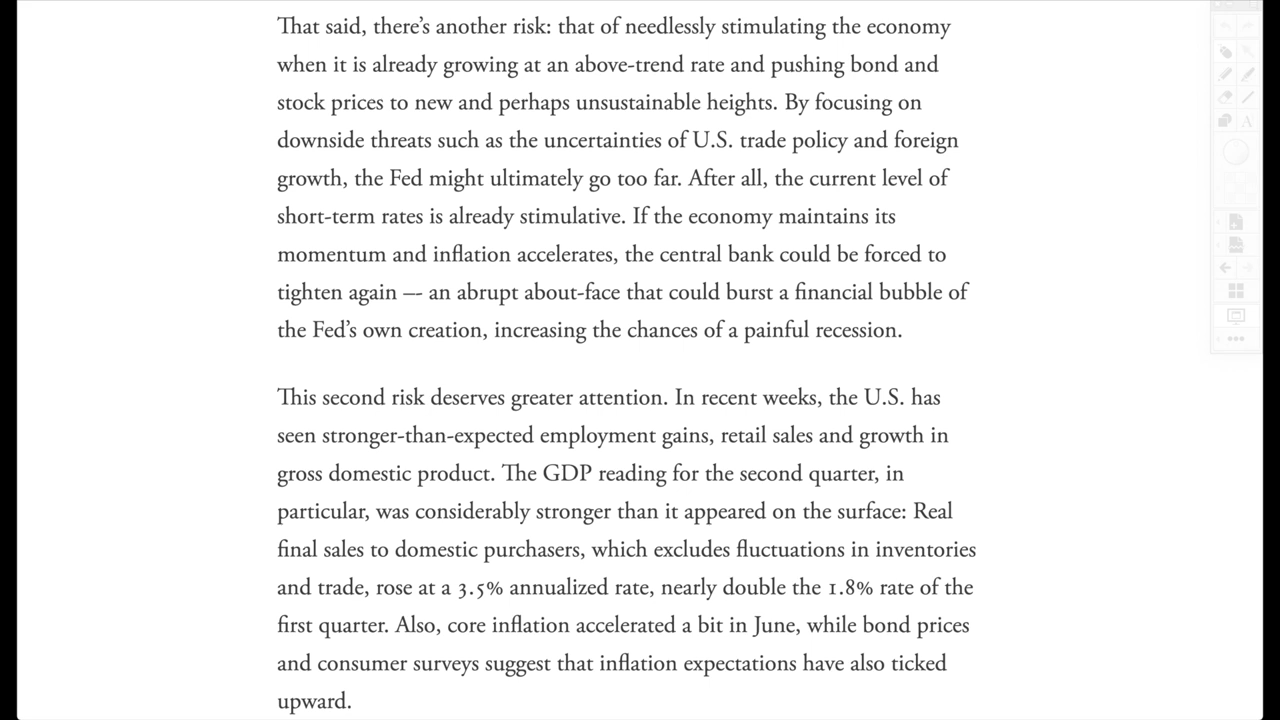 That said, there’s another risk: that of needlessly stimulating the economy
when it is already growing at an above-trend rate and pushing bond and
stock prices to new and perhaps unsustainable heights. By focusing on
downside threats such as the uncertainties of U.S. trade policy and foreign
growth, the Fed might ultimately go too far. After all, the current level of
short-term rates is already stimulative. If the economy maintains its
momentum and inflation accelerates, the central bank could be forced to
tighten again –- an abrupt about-face that could burst a financial bubble of
the Fed’s own creation, increasing the chances of a painful recession.
This second risk deserves greater attention. In recent weeks, the U.S. has
seen stronger-than-expected employment gains, retail sales and growth in
gross domestic product. The GDP reading for the second quarter, in
particular, was considerably stronger than it appeared on the surface: Real
final sales to domestic purchasers, which excludes fluctuations in inventories
and trade, rose at a 3.5% annualized rate, nearly double the 1.8% rate of the
first quarter. Also, core inflation accelerated a bit in June, while bond prices
and consumer surveys suggest that inflation expectations have also ticked
upward.